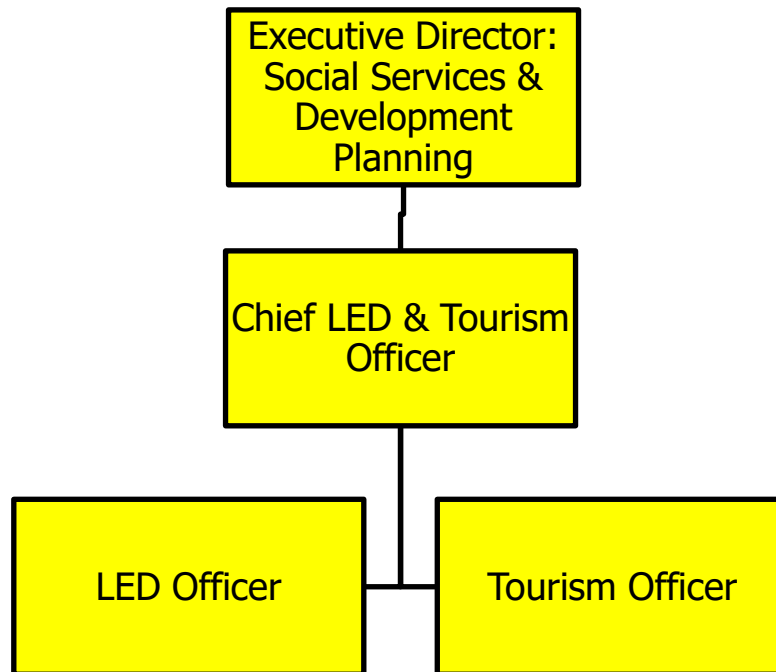 Executive Director:
Social Services &
Development
Planning
Chief LED & Tourism
Officer
LED Officer
Tourism Officer